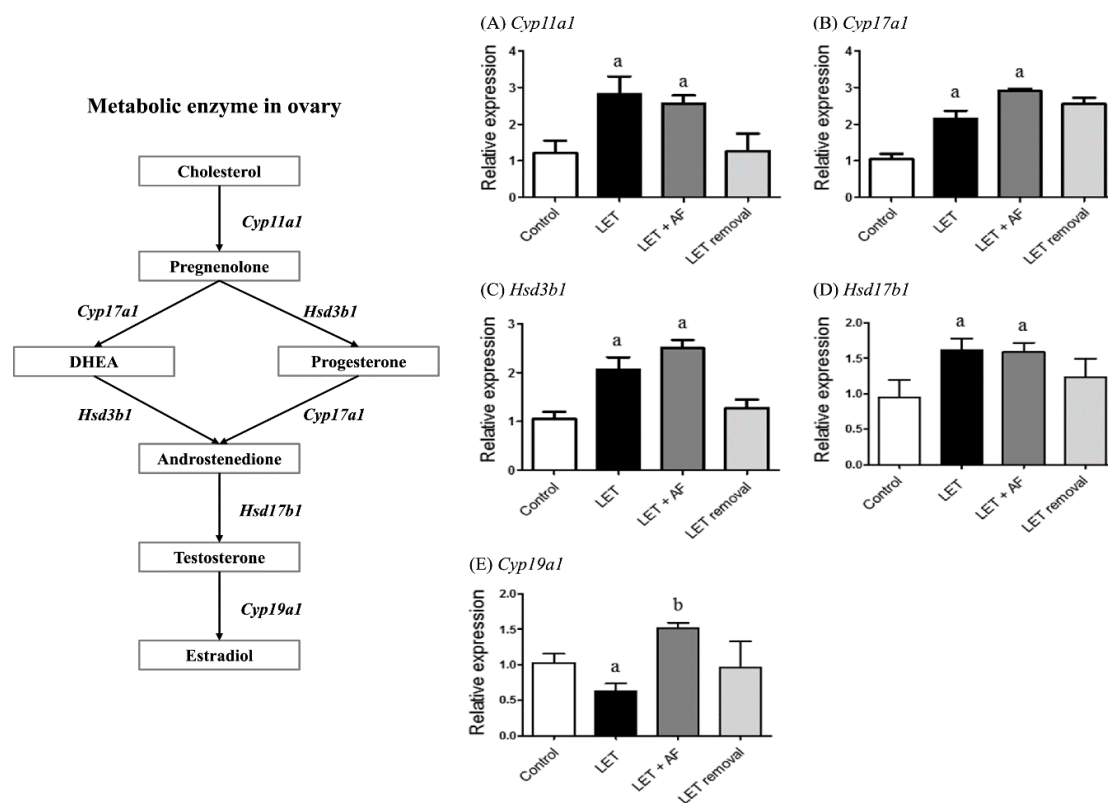 Metabolic enzyme in ovary
Cholesterol
Cyp11a1
Pregnenolone
Cyp17a1
Hsd3b1
DHEA
Progesterone
Hsd3b1
Cyp17a1
Androstenedione
Hsd17b1
Testosterone
Cyp19a1
Estradiol
(A) Cyp11a1
Relative expression
4
3
2
1
0
a
a
Control
LET
LET + AF
LET removal
(B) Cyp17a1
Relative expression
4
3
2
1
0
a
a
Control
LET
LET + AF
LET removal
(C) Hsd3b1
Relative expression
3
2
1
0
a
a
Control
LET
LET + AF
LET removal
(D) Hsd17b1
Relative expression
2.0
1.5
1.0
0.5
0.0
a
a
Control
LET
LET + AF
LET removal
(E) Cyp19a1
Relative expression
2.0
1.5
1.0
0.5
0.0
a
b
Control
LET
LET + AF
LET removal